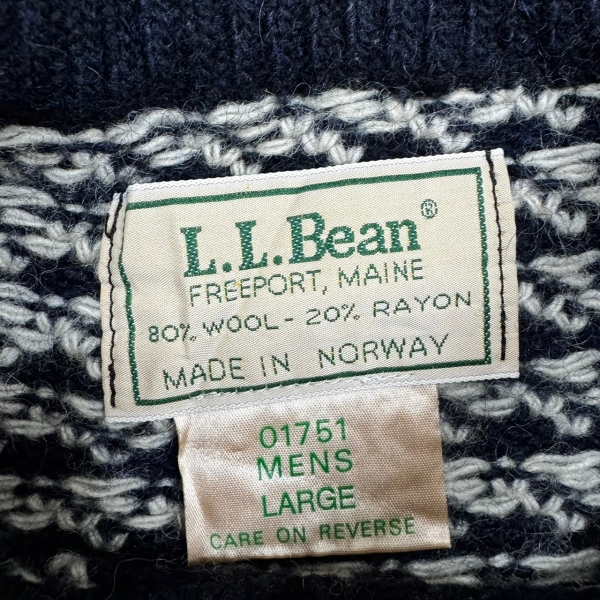 L.L.Bean®
FREEPORT, MAINE
80% WOOL - 20% RAYON
MADE IN NORWAY
01751
MENS
LARGE
CARE ON REVERSE